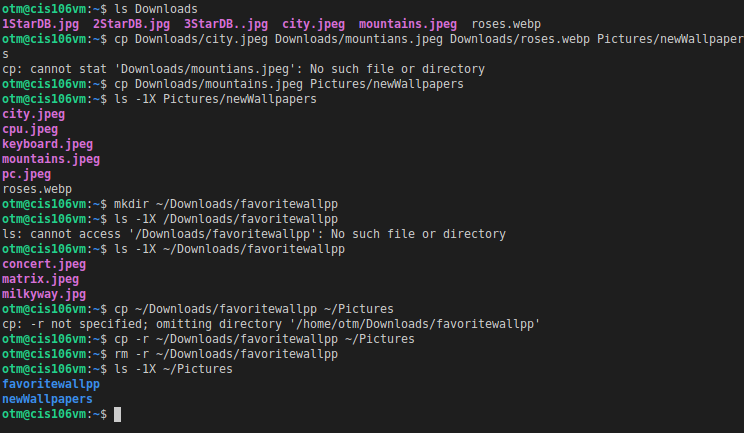 otm@cis106vm:~$ ls Downloads
1StarDB.jpg  2StarDB.jpg  3StarDB..jpg  city.jpeg  mountains.jpeg  roses.webp
otm@cis106vm:~$ cp Downloads/city.jpeg Downloads/mountians.jpeg Downloads/roses.webp Pictures/newWallpaper
s
cp: cannot stat 'Downloads/mountians.jpeg': No such file or directory
otm@cis106vm:~$ cp Downloads/mountains.jpeg Pictures/newWallpapers
otm@cis106vm:~$ ls -1X Pictures/newWallpapers
city.jpeg
cpu.jpeg
keyboard.jpeg
mountains.jpeg
pc.jpeg
roses.webp
otm@cis106vm:~$ mkdir ~/Downloads/favoritewallpp
otm@cis106vm:~$ ls -1X /Downloads/favoritewallpp
ls: cannot access '/Downloads/favoritewallpp': No such file or directory
otm@cis106vm:~$ ls -1X ~/Downloads/favoritewallpp
concert.jpeg
matrix.jpeg
milkyway.jpg
otm@cis106vm:~$ cp ~/Downloads/favoritewallpp ~/Pictures
cp: -r not specified; omitting directory '/home/otm/Downloads/favoritewallpp'
otm@cis106vm:~$ cp -r ~/Downloads/favoritewallpp ~/Pictures
otm@cis106vm:~$ rm -r ~/Downloads/favoritewallpp
otm@cis106vm:~$ ls -1X ~/Pictures
favoritewallpp
newWallpapers
otm@cis106vm:~$